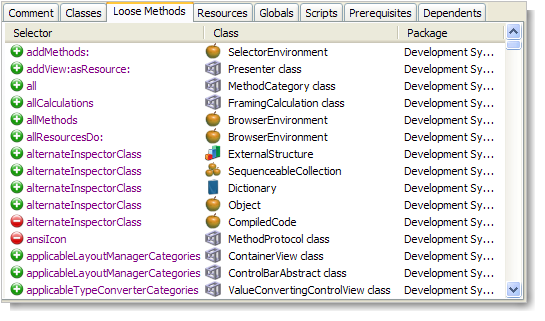 Comment Classes Loose Methods Resources Globals Scripts Prerequisites Dependents
Selector Class Package
addMethods: SelectorEnvironment Development Sy...
addView:asResource: Presenter class Development Sy...
all MethodCategory class Development Sy...
allCalculations FramingCalculation class Development Sy...
allMethods BrowserEnvironment Development Sy...
allResourcesDo: BrowserEnvironment Development Sy...
alternateInspectorClass ExternalStructure Development Sy...
alternateInspectorClass SequenceableCollection Development Sy...
alternateInspectorClass Dictionary Development Sy...
alternateInspectorClass Object Development Sy...
alternateInspectorClass CompiledCode Development Sy...
ansiIcon MethodProtocol class Development Sy...
applicableLayoutManagerCategories ContainerView class Development Sy...
applicableLayoutManagerCategories ControlBarAbstract class Development Sy...
applicableTypeConverterCategories ValueConvertingControlView class Development Sy...